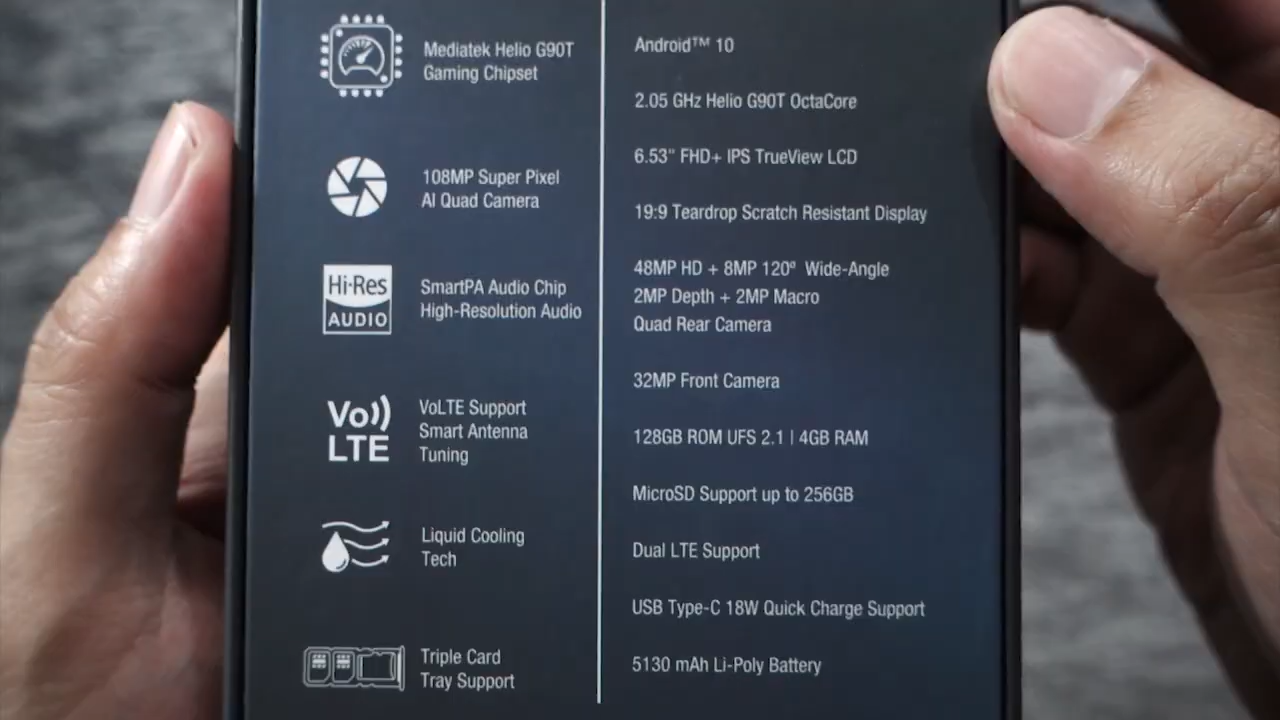 Mediatek Helio G90T
Gaming Chipset
108MP Super Pixel
AI Quad Camera
Hi-Res
AUDIO
SmartPA Audio Chip
High-Resolution Audio
Vo))
LTE
VoLTE Support
Smart Antenna
Tuning
Liquid Cooling
Tech
Triple Card
Tray Support
Android™ 10
2.05 GHz Helio G90T OctaCore
6.53" FHD+ IPS TrueView LCD
19:9 Teardrop Scratch Resistant Display
48MP HD + 8MP 120º Wide-Angle
2MP Depth + 2MP Macro
Quad Rear Camera
32MP Front Camera
128GB ROM UFS 2.1 | 4GB RAM
MicroSD Support up to 256GB
Dual LTE Support
USB Type-C 18W Quick Charge Support
5130 mAh Li-Poly Battery